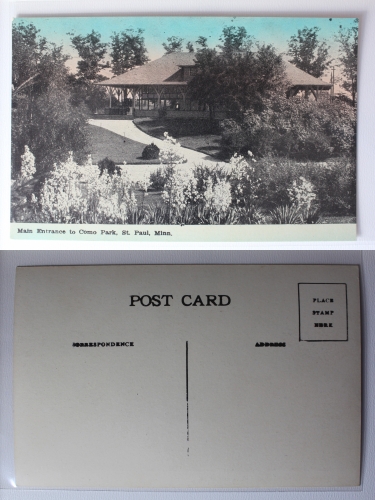 Main Entrance to Como Park, St. Paul, Minn.
POST CARD
PLACE
STAMP
HERE
CORRESPONDENCE
ADDRESS